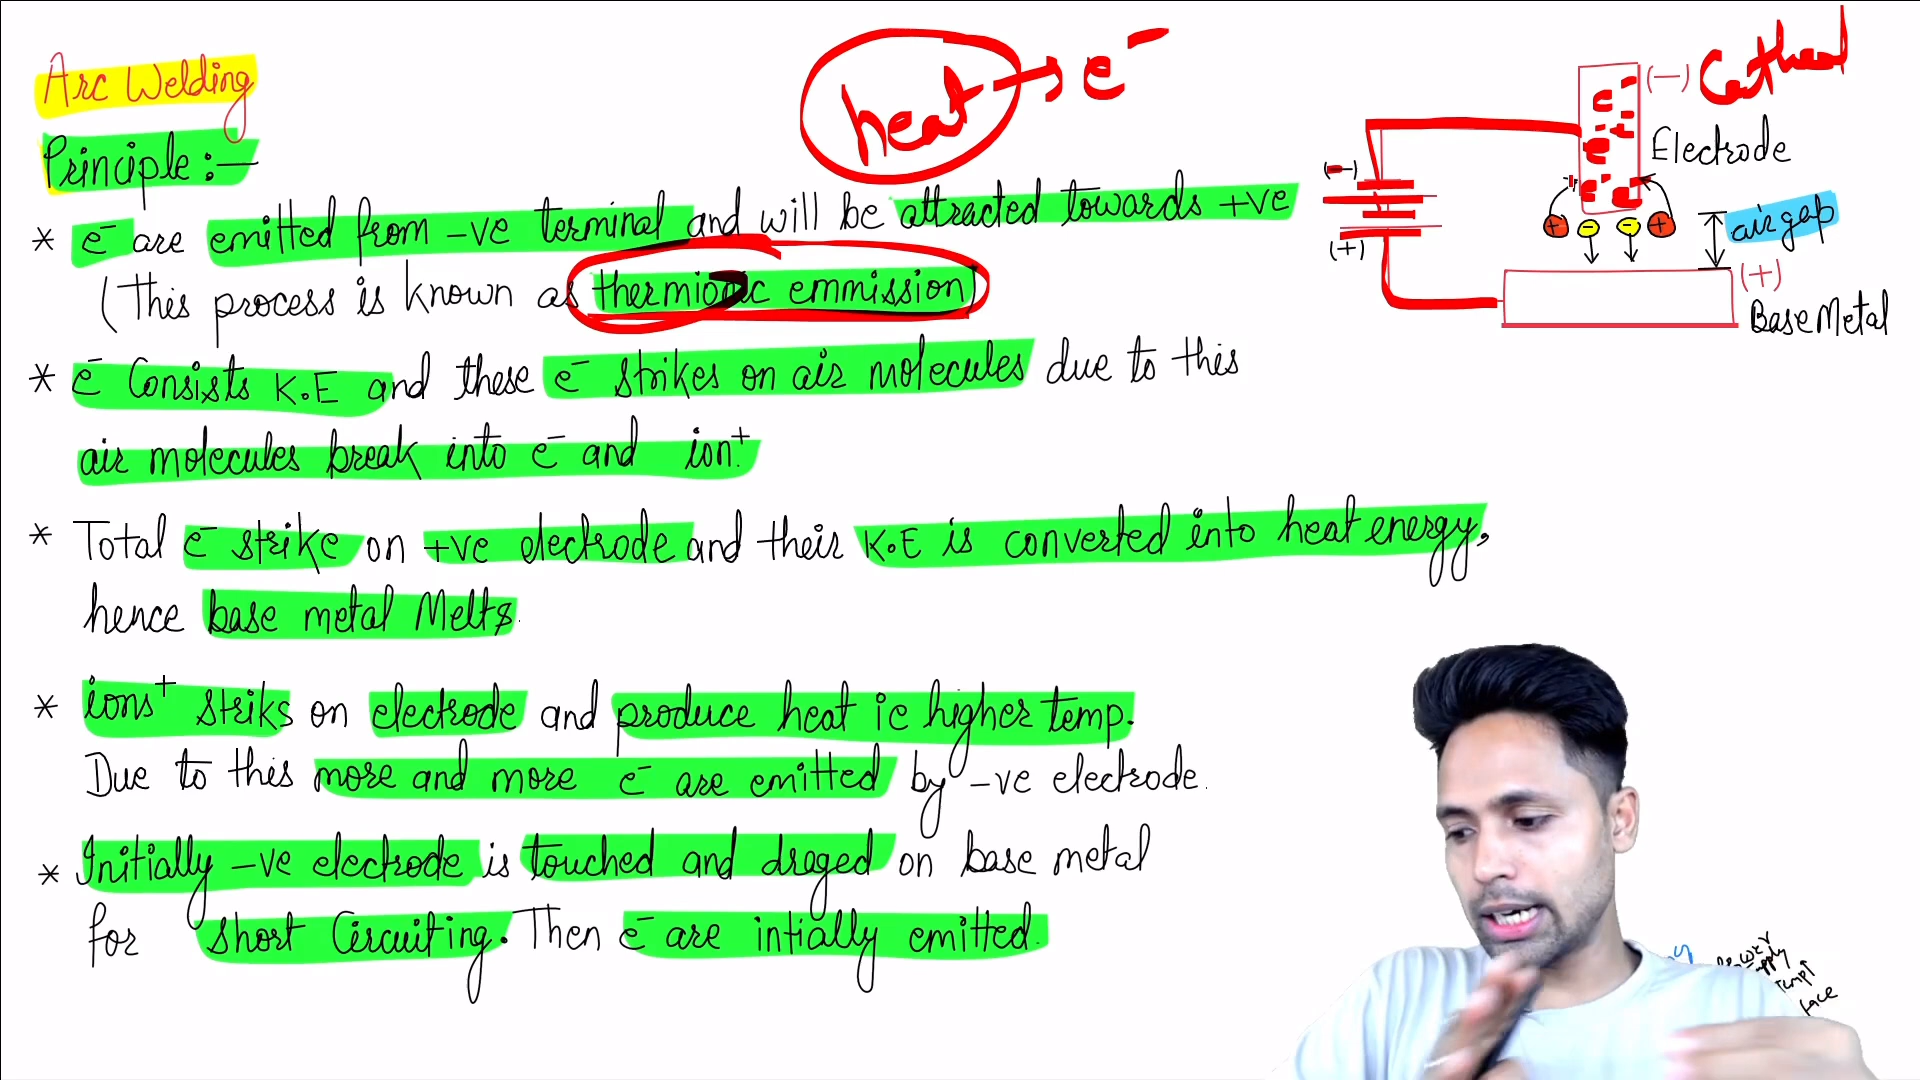 Arc Welding
Principle :-
* e⁻ are emitted from -ve terminal and will be attracted towards +ve
(This process is known as thermionic emmission)
* e⁻ Consists K.E and these e⁻ strikes on air molecules due to this
air molecules break into e⁻ and ion⁺.
* Total e⁻ strike on +ve electrode and their K.E is converted into heat energy,
hence base metal Melts.
* ions⁺ striks on electrode and produce heat ie higher temp.
Due to this more and more e⁻ are emitted by -ve electrode.
* Initially -ve electrode is touched and draged on base metal
for short Circuiting. Then e⁻ are intially emitted.
heat → e⁻
(-) Cathod
Electrode
(-)
(+)
+ - - +
air gap
(+)
Base Metal